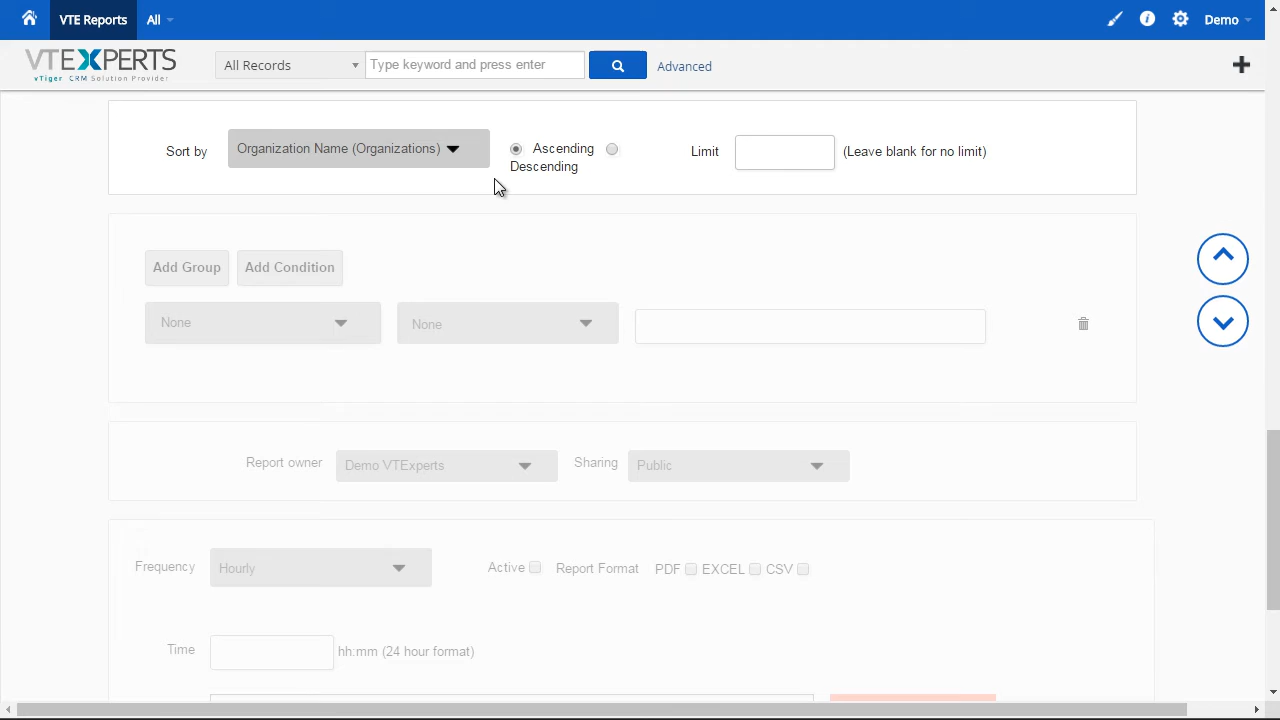 VTE Reports All Demo
VTEXPERTS
vTiger CRM Solution Provider
All Records Type keyword and press enter Advanced
Sort by Organization Name (Organizations) Ascending
Descending
Limit (Leave blank for no limit)
Add Group Add Condition
None None
Report owner Demo VTExperts Sharing Public
Frequency Hourly Active Report Format PDF EXCEL CSV
Time hh:mm (24 hour format)